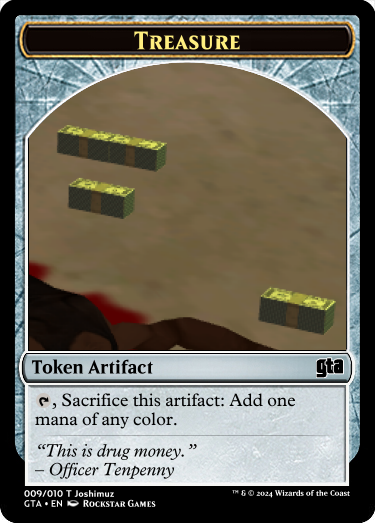 TREASURE
Token Artifact
gta
, Sacrifice this artifact: Add one
mana of any color.
“This is drug money.”
– Officer Tenpenny
009/010 T Joshimuz
GTA • EN ROCKSTAR GAMES
™ & © 2024 Wizards of the Coast